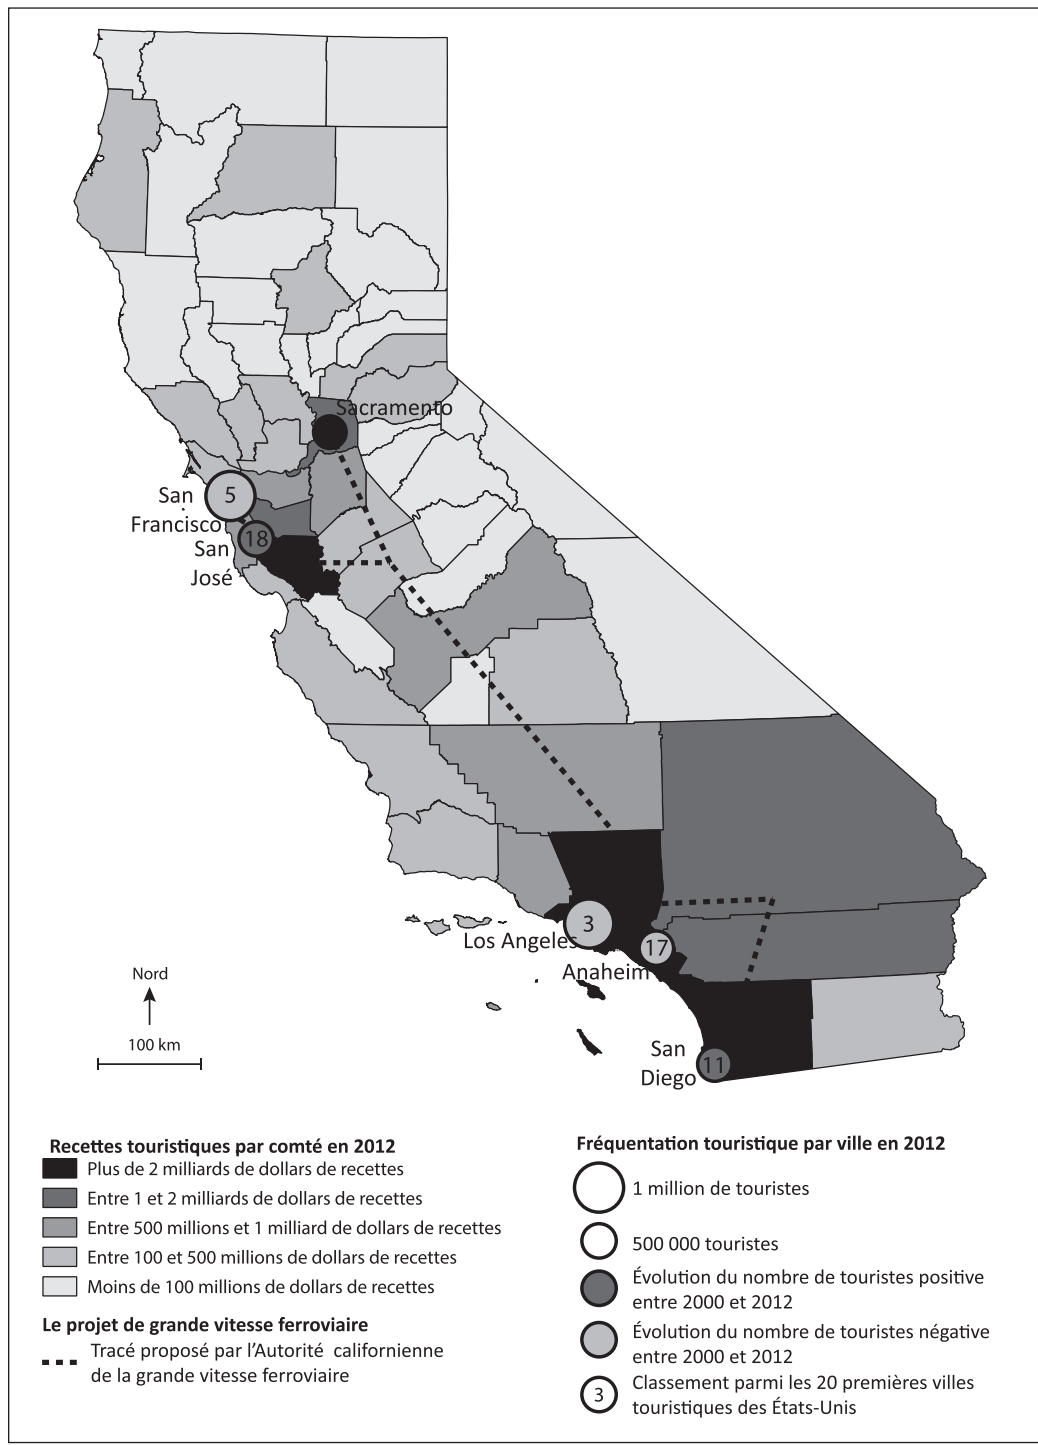 Sacramento
5
San
Francisco
18
San
José
3
Los Angeles
17
Anaheim
Nord
100 km
San
Diego
11
Recettes touristiques par comté en 2012
Plus de 2 milliards de dollars de recettes
Entre 1 et 2 milliards de dollars de recettes
Entre 500 millions et 1 milliard de dollars de recettes
Entre 100 et 500 millions de dollars de recettes
Moins de 100 millions de dollars de recettes
Le projet de grande vitesse ferroviaire
Tracé proposé par l'Autorité californienne
de la grande vitesse ferroviaire
Fréquentation touristique par ville en 2012
1 million de touristes
500 000 touristes
Évolution du nombre de touristes positive
entre 2000 et 2012
Évolution du nombre de touristes négative
entre 2000 et 2012
3
Classement parmi les 20 premières villes
touristiques des États-Unis